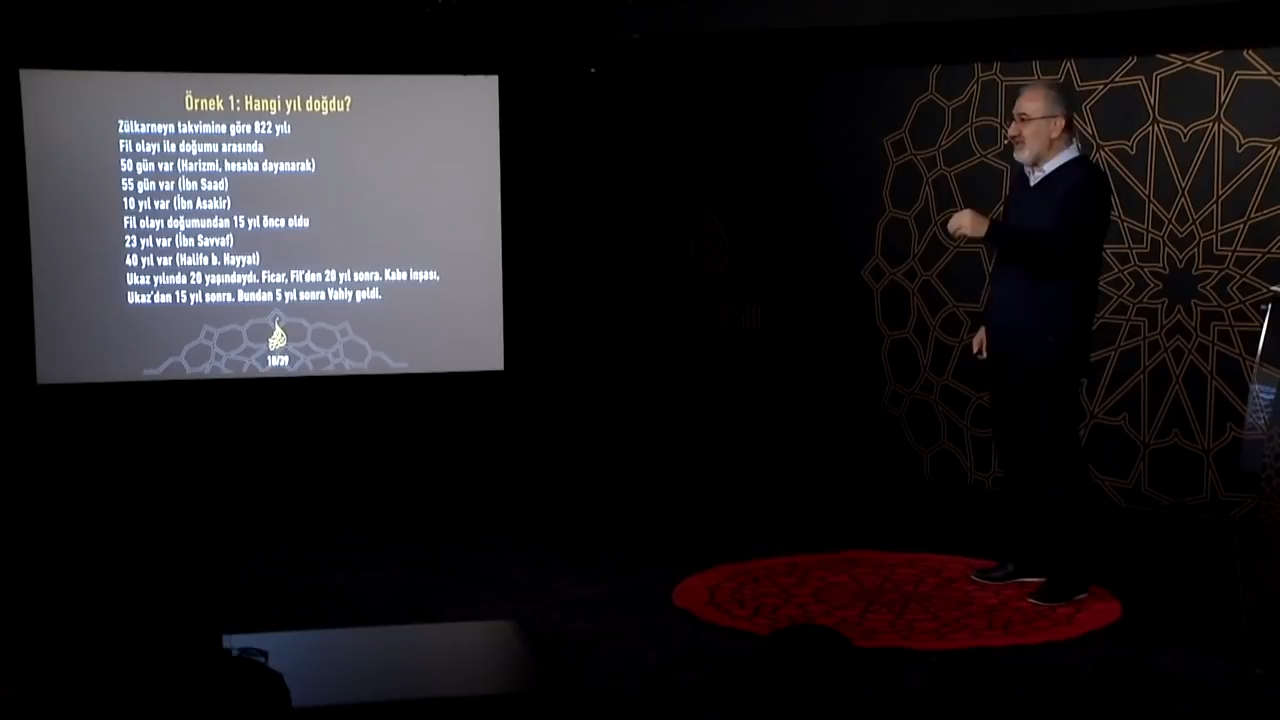 Örnek 1: Hangi yıl doğdu?
Zülkarneyn takvimine göre 822 yılı
Fil olayı ile doğumu arasında
50 gün var (Harizmi, hesaba dayanarak)
55 gün var (İbn Saad)
10 yıl var (İbn Asakir)
Fil olayı doğumundan 15 yıl önce oldu
23 yıl var (İbn Savvaf)
40 yıl var (Halife b. Hayyat)
Ukaz yılında 20 yaşındaydı. Ficar, Fil'den 20 yıl sonra. Kabe inşası,
Ukaz'dan 15 yıl sonra. Bundan 5 yıl sonra Vahiy geldi.
18/39